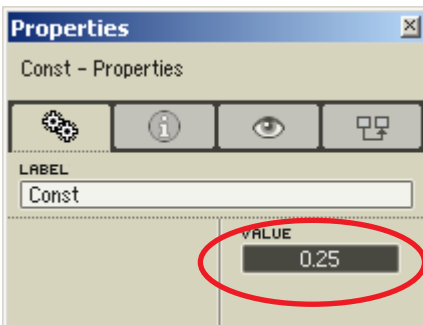 Properties
Const - Properties
LABEL
Const
VALUE
0.25